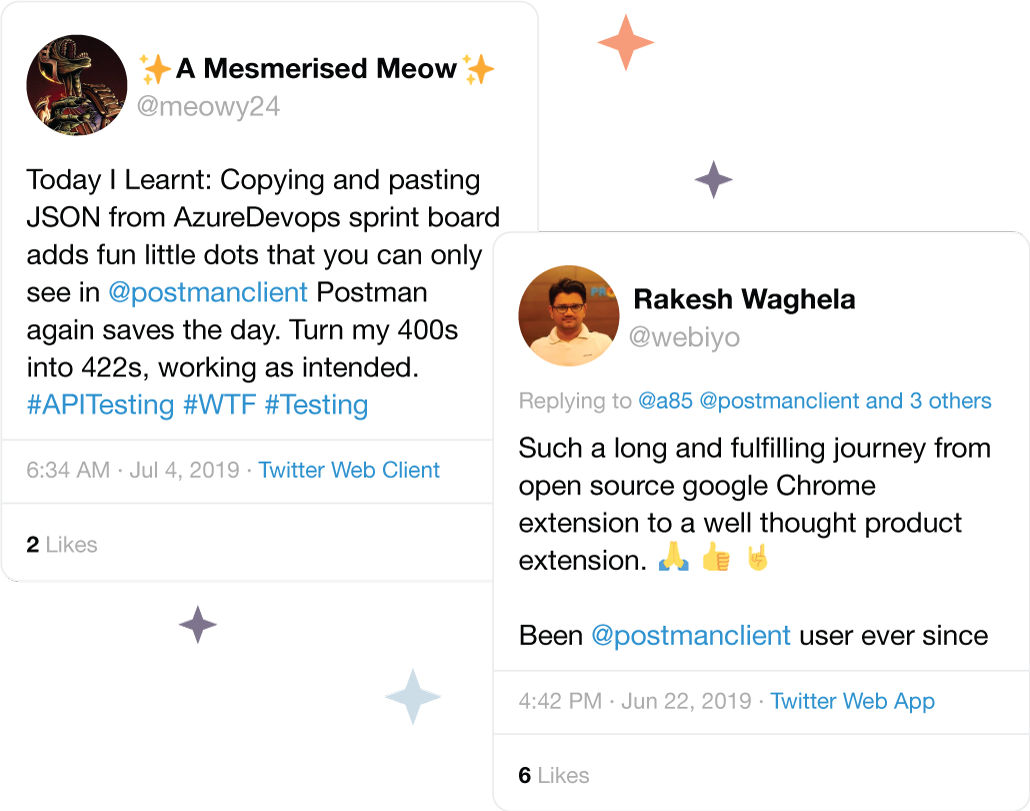 ✨A Mesmerised Meow✨
@meowy24
Today I Learnt: Copying and pasting
JSON from AzureDevops sprint board
adds fun little dots that you can only
see in @postmanclient Postman
again saves the day. Turn my 400s
into 422s, working as intended.
#APITesting #WTF #Testing
6:34 AM · Jul 4, 2019 · Twitter Web Client
2 Likes
Rakesh Waghela
@webiyo
Replying to @a85 @postmanclient and 3 others
Such a long and fulfilling journey from
open source google Chrome
extension to a well thought product
extension. 🙏 👍 🤘
Been @postmanclient user ever since
4:42 PM · Jun 22, 2019 · Twitter Web App
6 Likes